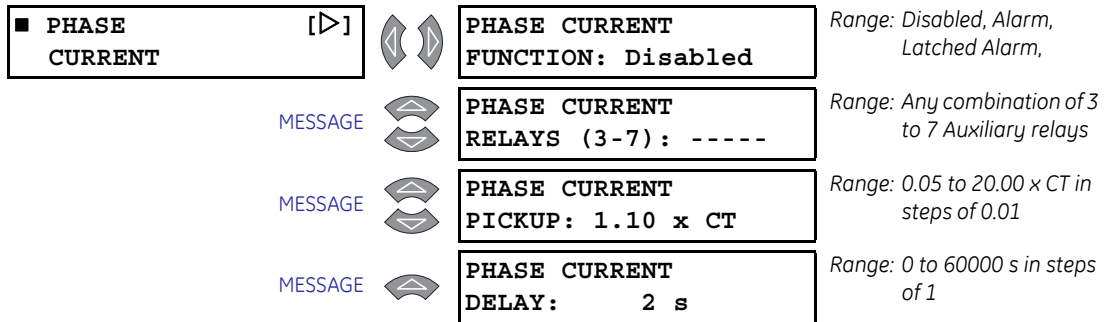 ■ PHASE [▷]
CURRENT
PHASE CURRENT
FUNCTION: Disabled
Range: Disabled, Alarm,
Latched Alarm,
MESSAGE
PHASE CURRENT
RELAYS (3-7): -----
Range: Any combination of 3
to 7 Auxiliary relays
MESSAGE
PHASE CURRENT
PICKUP: 1.10 x CT
Range: 0.05 to 20.00 x CT in
steps of 0.01
MESSAGE
PHASE CURRENT
DELAY: 2 s
Range: 0 to 60000 s in steps
of 1